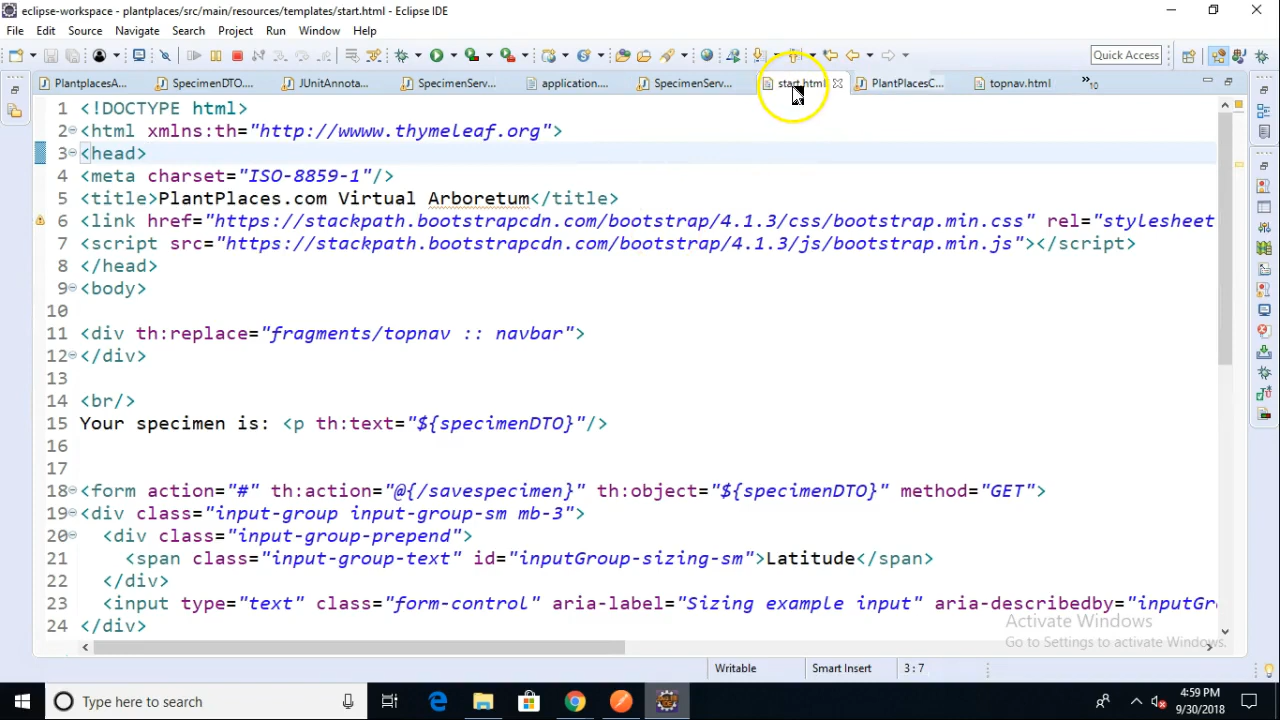 eclipse-workspace - plantplaces/src/main/resources/templates/start.html - Eclipse IDE
File Edit Source Navigate Search Project Run Window Help
Quick Access
PlantplacesA... SpecimenDTO.... JUnitAnnota... SpecimenServ... application.... SpecimenServ... start.html PlantPlacesC... topnav.html »10
1 <!DOCTYPE html>
2 <html xmlns:th="http://wwww.thymeleaf.org">
3 <head>
4 <meta charset="ISO-8859-1"/>
5 <title>PlantPlaces.com Virtual Arboretum</title>
6 <link href="https://stackpath.bootstrapcdn.com/bootstrap/4.1.3/css/bootstrap.min.css" rel="stylesheet
7 <script src="https://stackpath.bootstrapcdn.com/bootstrap/4.1.3/js/bootstrap.min.js"></script>
8 </head>
9 <body>
10
11 <div th:replace="fragments/topnav :: navbar">
12 </div>
13
14 <br/>
15 Your specimen is: <p th:text="${specimenDTO}"/>
16
17
18 <form action="#" th:action="@{/savespecimen}" th:object="${specimenDTO}" method="GET">
19 <div class="input-group input-group-sm mb-3">
20 <div class="input-group-prepend">
21 <span class="input-group-text" id="inputGroup-sizing-sm">Latitude</span>
22 </div>
23 <input type="text" class="form-control" aria-label="Sizing example input" aria-describedby="inputGr
24 </div>
Activate Windows
Go to Settings to activate Windows.
Writable Smart Insert 3 : 7
Type here to search
4:59 PM
9/30/2018